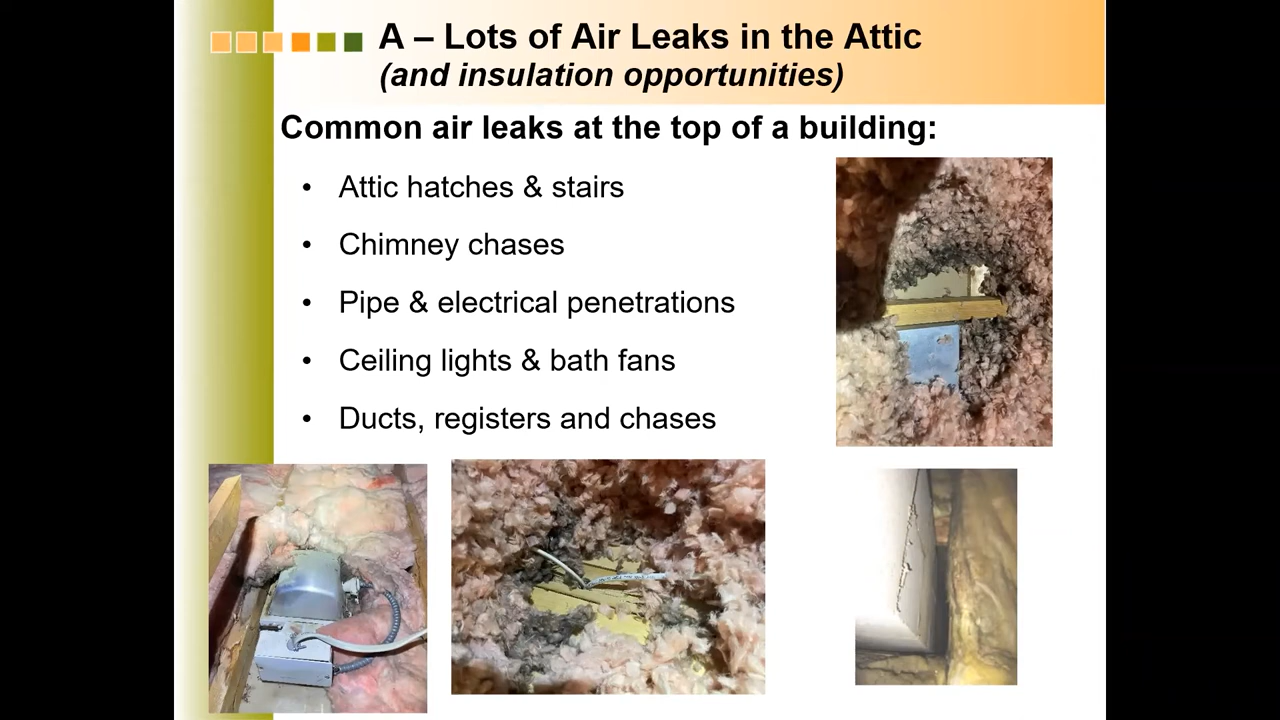 A – Lots of Air Leaks in the Attic
(and insulation opportunities)
Common air leaks at the top of a building:
• Attic hatches & stairs
• Chimney chases
• Pipe & electrical penetrations
• Ceiling lights & bath fans
• Ducts, registers and chases